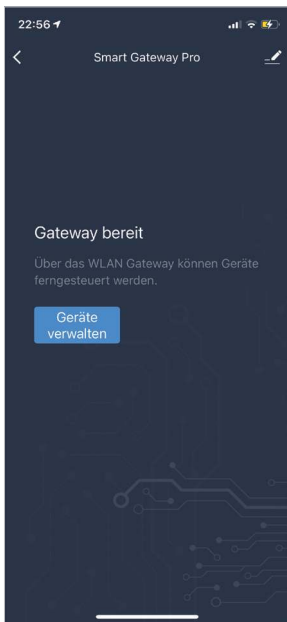 22:56
Smart Gateway Pro
Gateway bereit
Über das WLAN Gateway können Geräte
ferngesteuert werden.
Geräte
verwalten